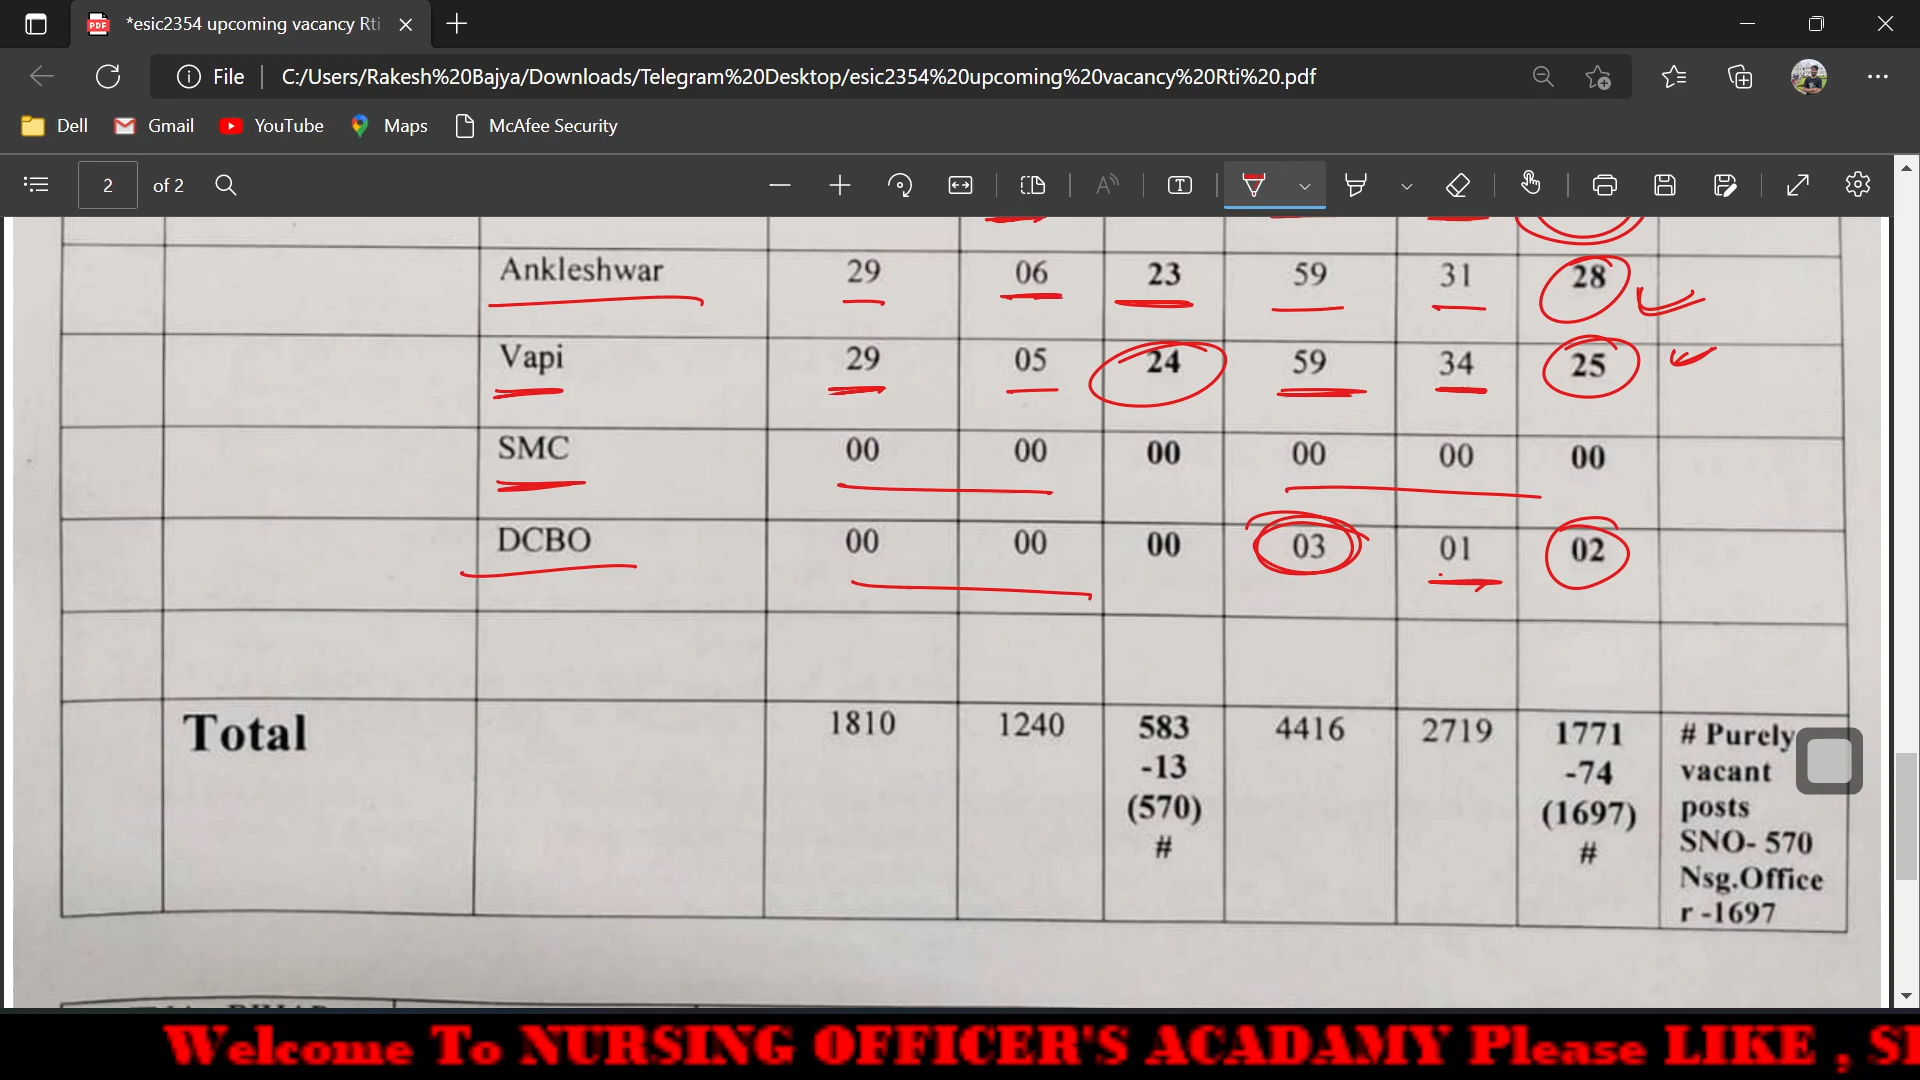 *esic2354 upcoming vacancy Rti
File C:/Users/Rakesh%20Bajya/Downloads/Telegram%20Desktop/esic2354%20upcoming%20vacancy%20Rti%20.pdf
Dell Gmail YouTube Maps McAfee Security
2 of 2
Ankleshwar 29 06 23 59 31 28
Vapi 29 05 24 59 34 25
SMC 00 00 00 00 00 00
DCBO 00 00 00 03 01 02
Total 1810 1240 583 4416 2719 1771 # Purely
-13 -74 vacant
(570) (1697) posts
# # SNO- 570
Nsg.Office
r -1697
Welcome To NURSING OFFICER'S ACADAMY Please LIKE ,